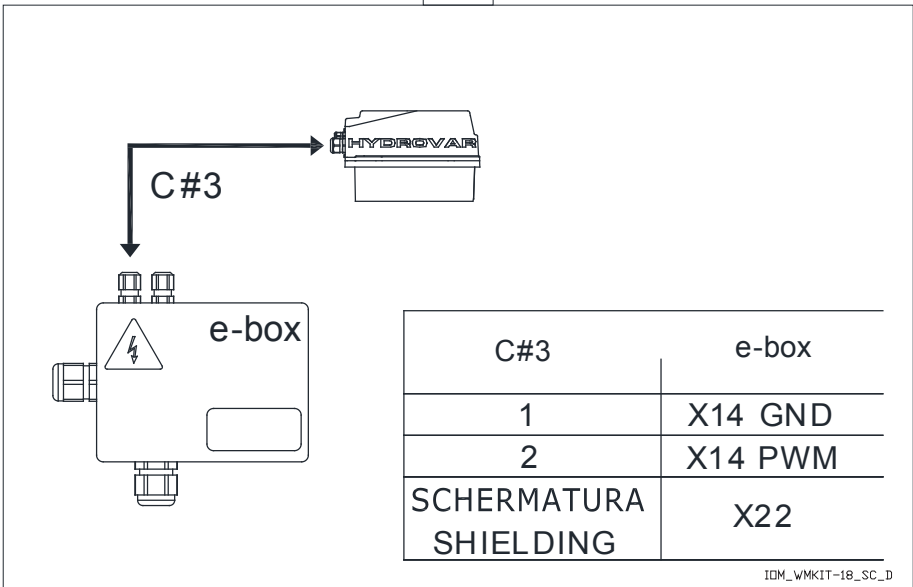 HYDROVAR
C#3
e-box
C#3 e-box
1 X14 GND
2 X14 PWM
SCHERMATURA
SHIELDING
X22
IOM_WMKIT-18_SC_D